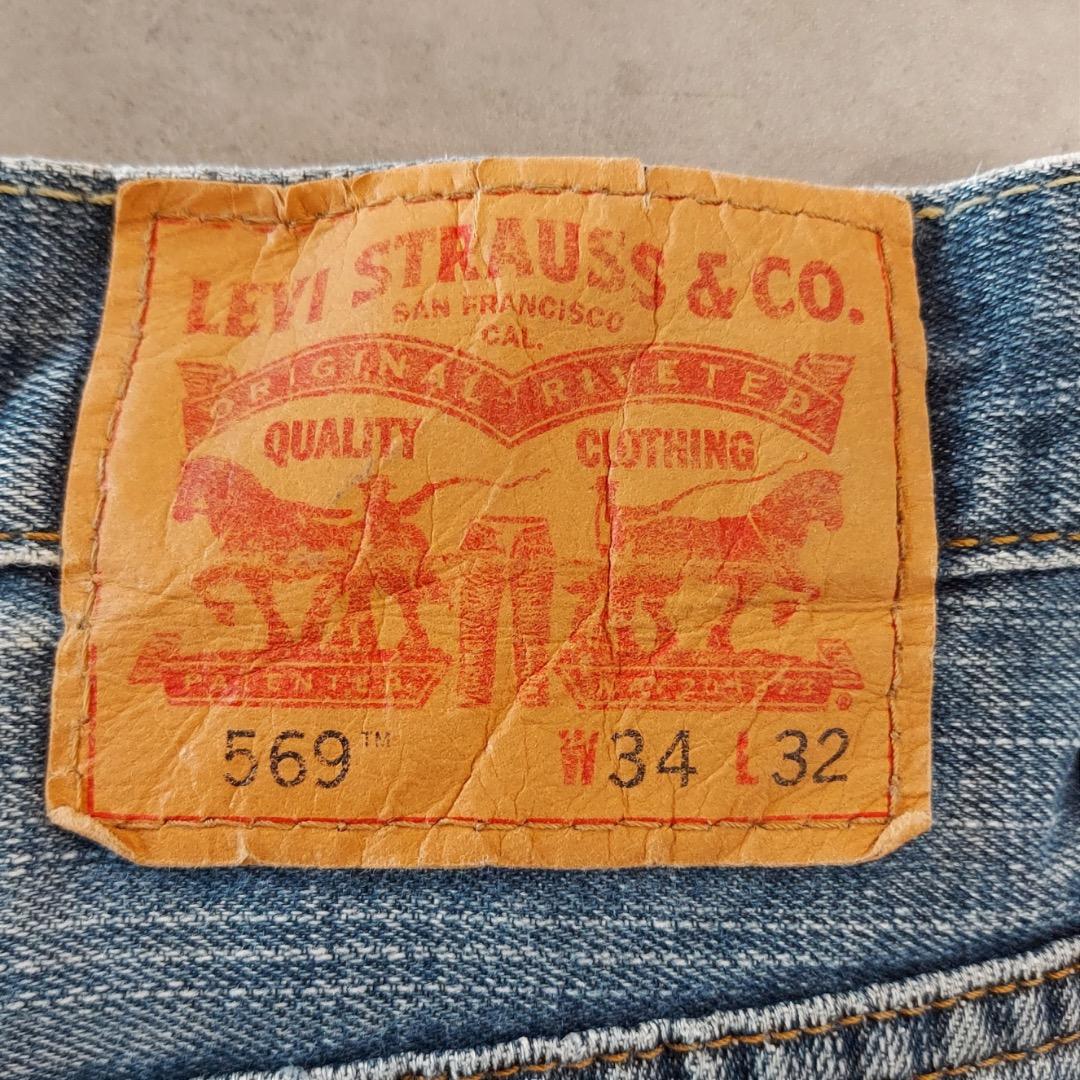 LEVI STRAUSS & CO.
SAN FRANCISCO
CAL.
ORIGINAL RIVETED
QUALITY CLOTHING
569™ W34 L32